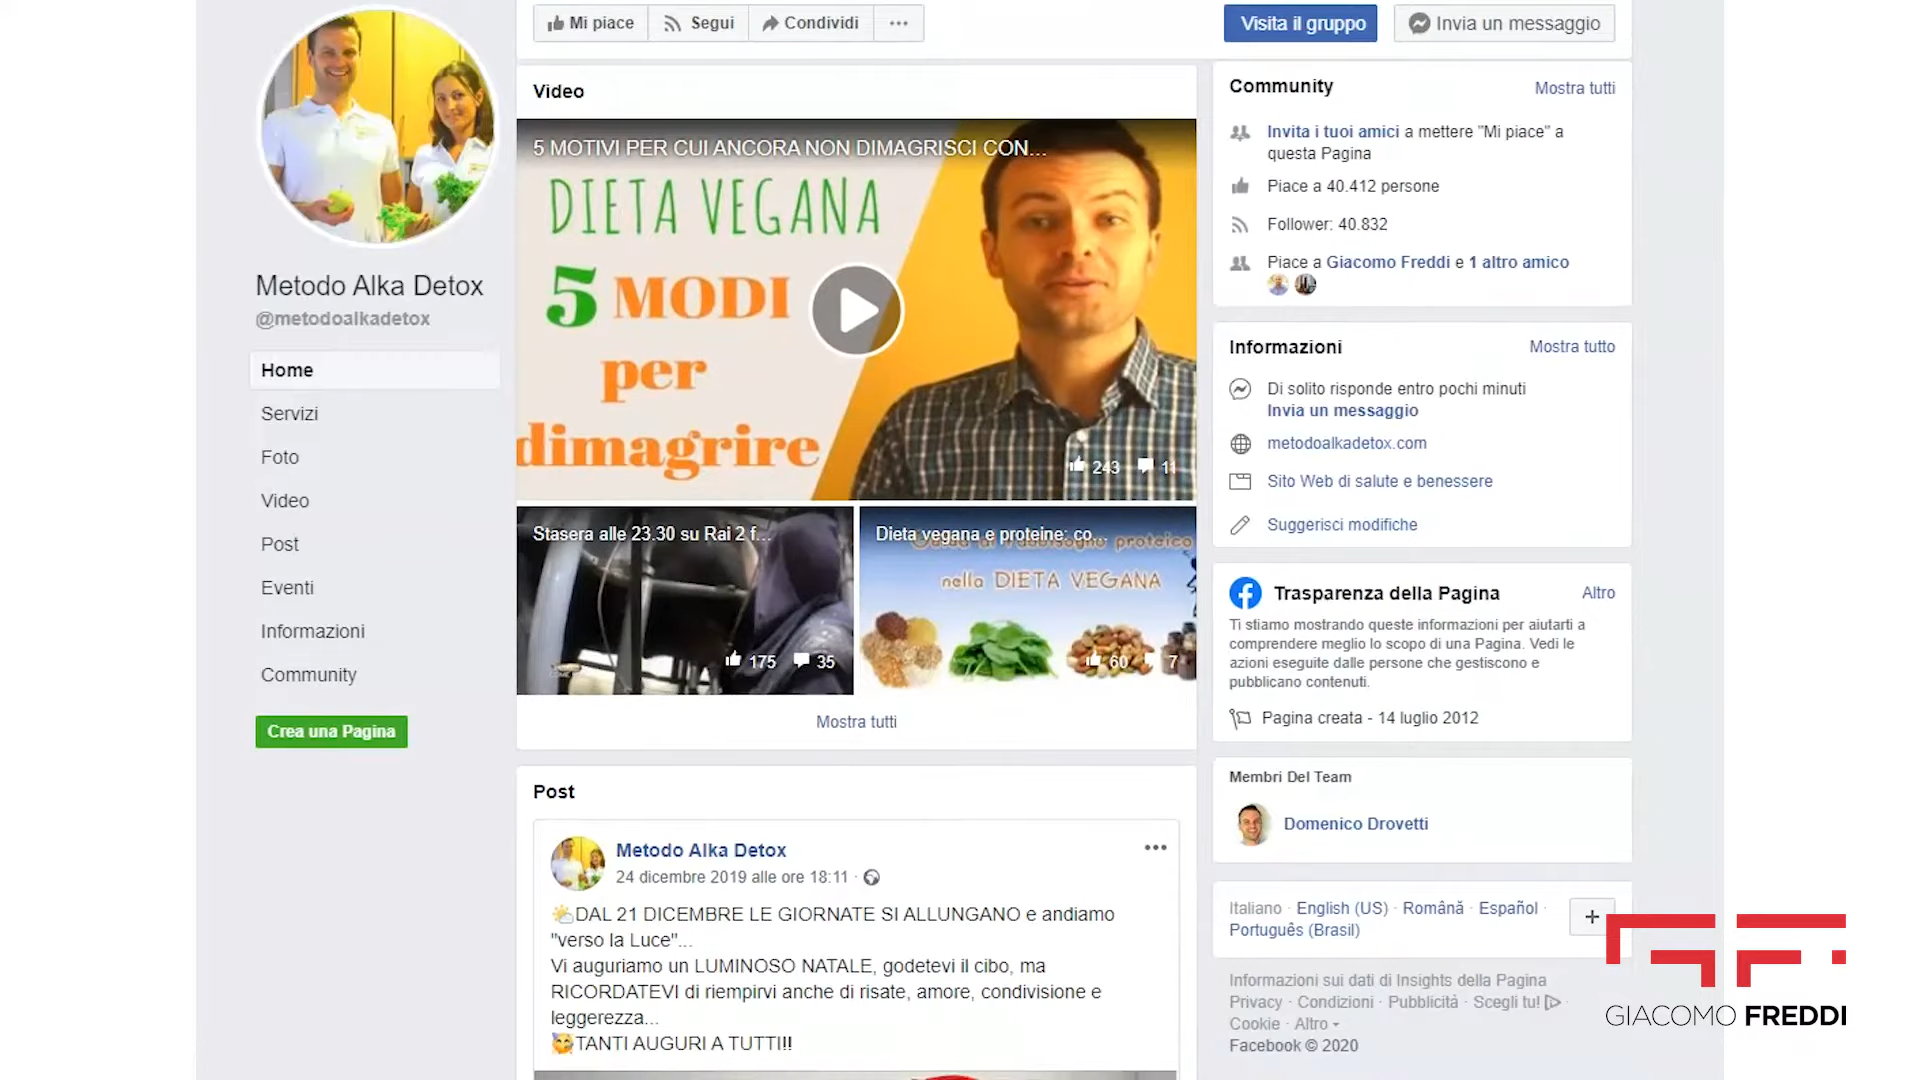 Mi piace
Segui
Condividi
Visita il gruppo
Invia un messaggio
Metodo Alka Detox
@metodoalkadetox
Home
Servizi
Foto
Video
Post
Eventi
Informazioni
Community
Crea una Pagina
Video
5 MOTIVI PER CUI ANCORA NON DIMAGRISCI CON...
DIETA VEGANA
5 MODI
per
dimagrire
243
11
Stasera alle 23.30 su Rai 2 f...
175
35
Dieta vegana e proteine: co...
proteico
nella DIETA VEGANA
60
7
Mostra tutti
Post
Metodo Alka Detox
24 dicembre 2019 alle ore 18:11 ·
DAL 21 DICEMBRE LE GIORNATE SI ALLUNGANO e andiamo
"verso la Luce"...
Vi auguriamo un LUMINOSO NATALE, godetevi il cibo, ma
RICORDATEVI di riempirvi anche di risate, amore, condivisione e
leggerezza...
TANTI AUGURI A TUTTI!!
Community
Mostra tutti
Invita i tuoi amici a mettere "Mi piace" a
questa Pagina
Piace a 40.412 persone
Follower: 40.832
Piace a Giacomo Freddi e 1 altro amico
Informazioni
Mostra tutto
Di solito risponde entro pochi minuti
Invia un messaggio
metodoalkadetox.com
Sito Web di salute e benessere
Suggerisci modifiche
Trasparenza della Pagina
Altro
Ti stiamo mostrando queste informazioni per aiutarti a
comprendere meglio lo scopo di una Pagina. Vedi le
azioni eseguite dalle persone che gestiscono e
pubblicano contenuti.
Pagina creata - 14 luglio 2012
Membri Del Team
Domenico Drovetti
Italiano · English (US) · Română · Español ·
Português (Brasil)
Informazioni sui dati di Insights della Pagina
Privacy · Condizioni · Pubblicità · Scegli tu! ·
Cookie · Altro
Facebook © 2020
GF
GIACOMO FREDDI